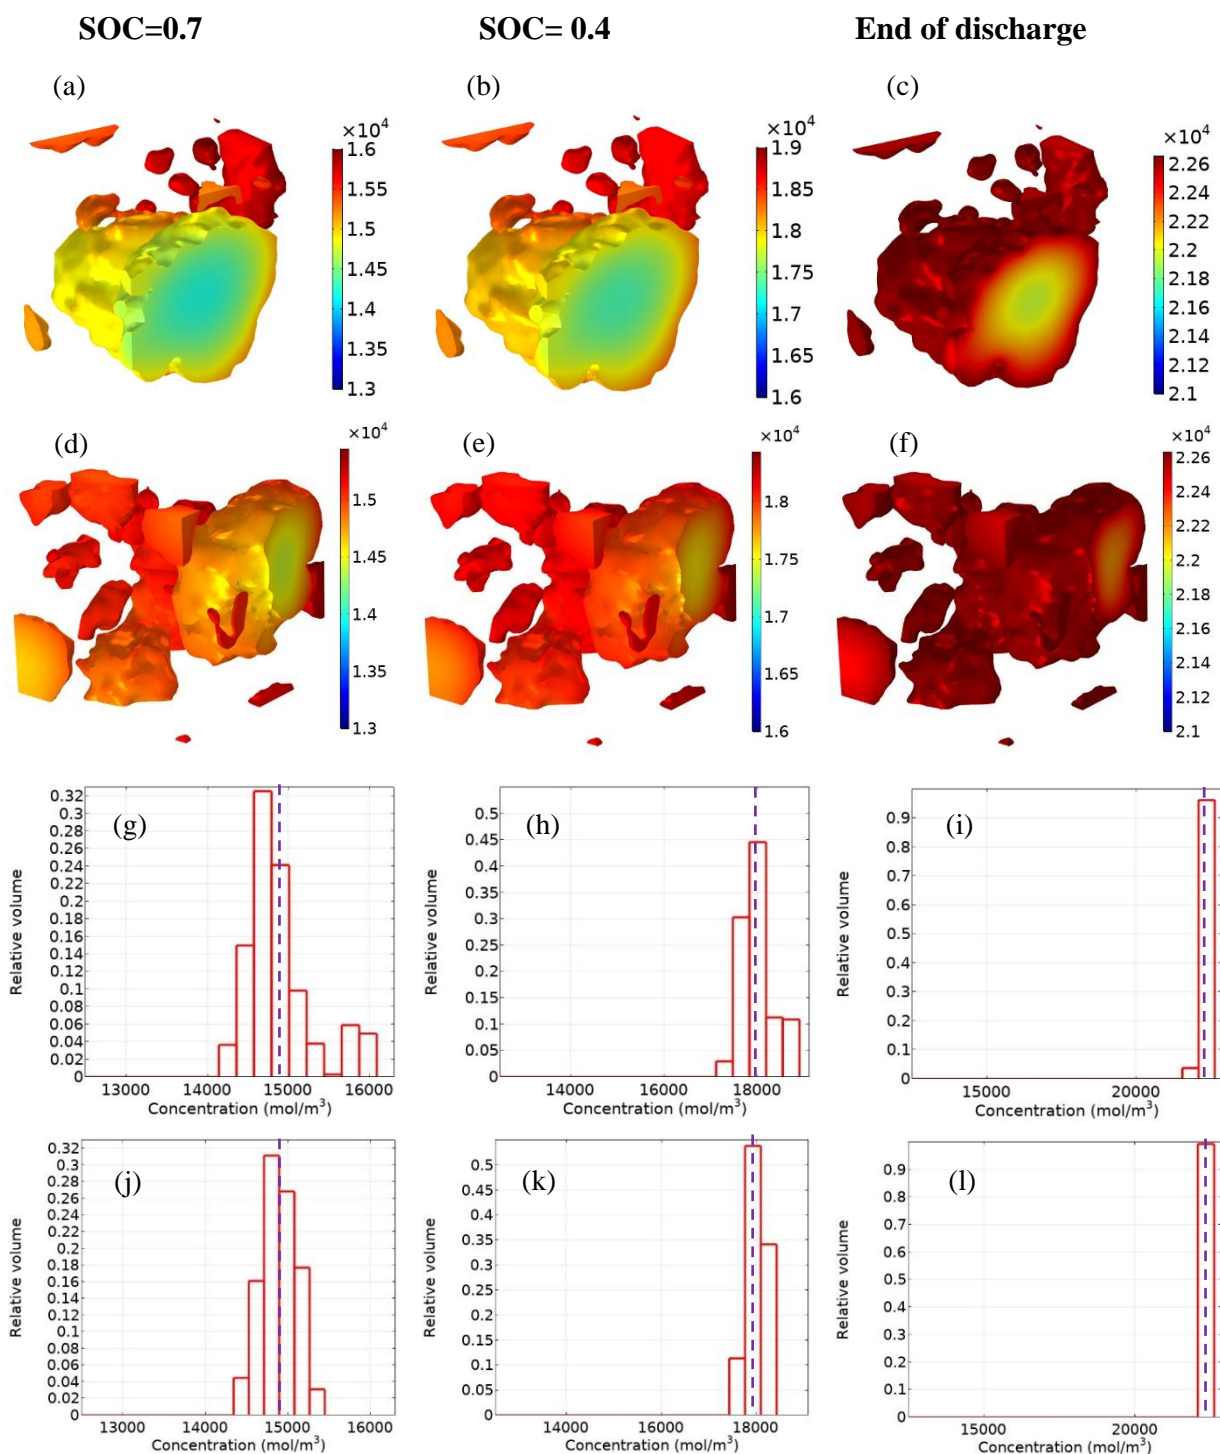 SOC=0.7 SOC= 0.4 End of discharge
(a) (b) (c)
×10⁴ ×10⁴ ×10⁴
1.6 1.9 2.26
1.55 1.85 2.24
1.5 1.8 2.22
1.45 1.75 2.2
1.4 1.7 2.18
1.35 1.65 2.16
1.3 1.6 2.14
2.12
2.1
(d) (e) (f)
×10⁴ ×10⁴ ×10⁴
1.5 1.8 2.26
1.45 1.75 2.24
1.4 1.7 2.22
1.35 1.65 2.2
1.3 1.6 2.18
2.16
2.14
2.12
2.1
(g)
Relative volume
0.32
0.3
0.28
0.26
0.24
0.22
0.2
0.18
0.16
0.14
0.12
0.1
0.08
0.06
0.04
0.02
0
13000 14000 15000 16000
Concentration (mol/m³)
(h)
Relative volume
0.5
0.45
0.4
0.35
0.3
0.25
0.2
0.15
0.1
0.05
0
14000 16000 18000
Concentration (mol/m³)
(i)
Relative volume
0.9
0.8
0.7
0.6
0.5
0.4
0.3
0.2
0.1
0
15000 20000
Concentration (mol/m³)
(j)
Relative volume
0.32
0.3
0.28
0.26
0.24
0.22
0.2
0.18
0.16
0.14
0.12
0.1
0.08
0.06
0.04
0.02
0
13000 14000 15000 16000
Concentration (mol/m³)
(k)
Relative volume
0.5
0.45
0.4
0.35
0.3
0.25
0.2
0.15
0.1
0.05
0
14000 16000 18000
Concentration (mol/m³)
(l)
Relative volume
0.9
0.8
0.7
0.6
0.5
0.4
0.3
0.2
0.1
0
15000 20000
Concentration (mol/m³)